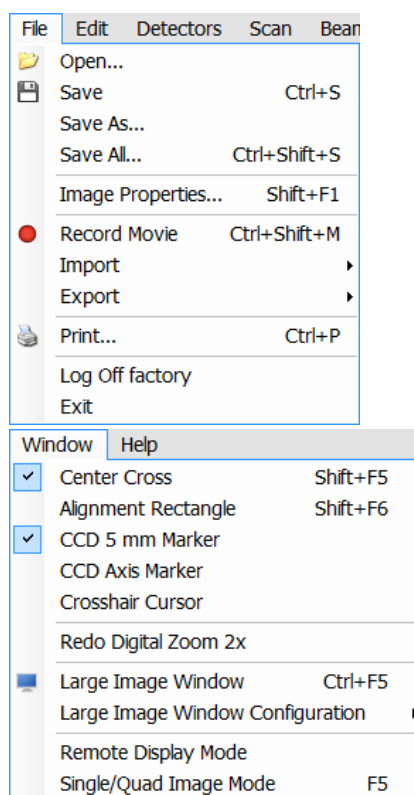 File Edit Detectors Scan Bean
Open...
Save Ctrl+S
Save As...
Save All... Ctrl+Shift+S
Image Properties... Shift+F1
Record Movie Ctrl+Shift+M
Import
Export
Print... Ctrl+P
Log Off factory
Exit
Window Help
Center Cross Shift+F5
Alignment Rectangle Shift+F6
CCD 5 mm Marker
CCD Axis Marker
Crosshair Cursor
Redo Digital Zoom 2x
Large Image Window Ctrl+F5
Large Image Window Configuration
Remote Display Mode
Single/Quad Image Mode F5